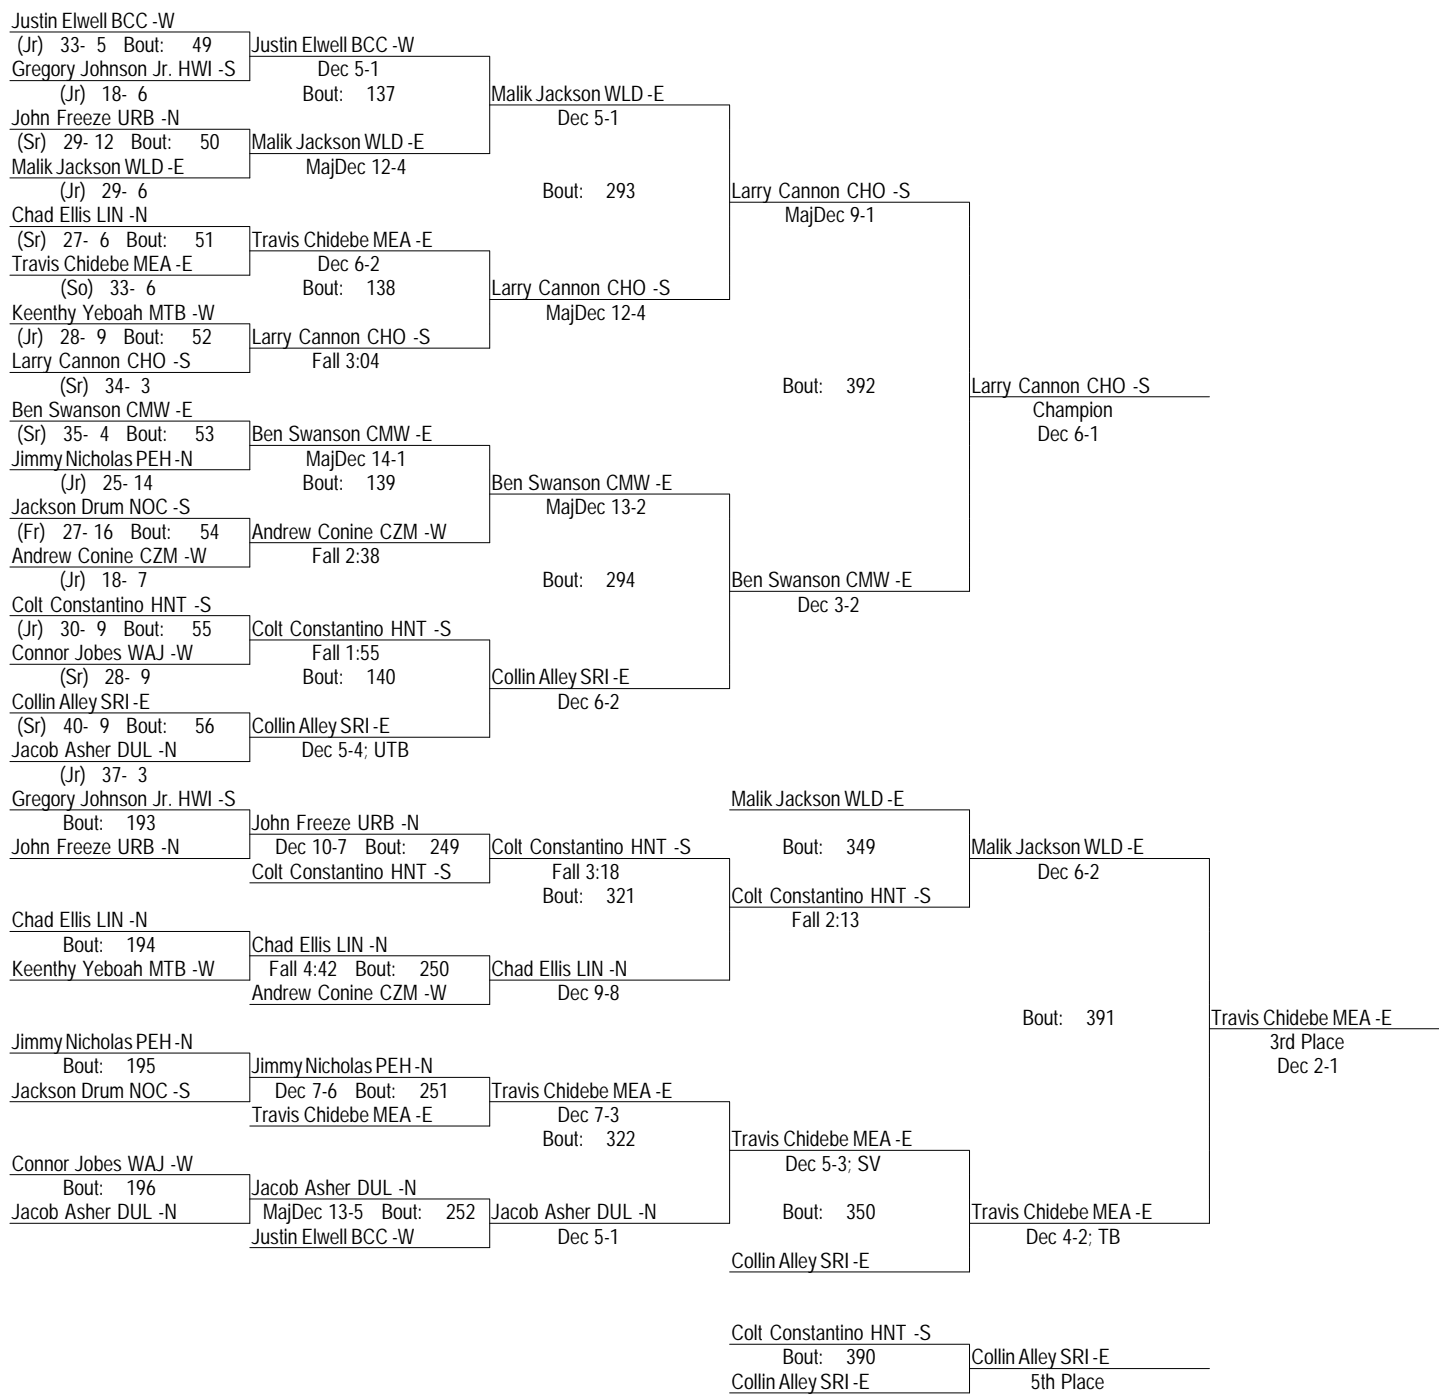 Justin Elwell BCC -W
(Jr) 33- 5 Bout: 49 Justin Elwell BCC -W
Gregory Johnson Jr. HWI -S Dec 5-1
(Jr) 18- 6 Bout: 137 Malik Jackson WLD -E
John Freeze URB -N Dec 5-1
(Sr) 29- 12 Bout: 50 Malik Jackson WLD -E
Malik Jackson WLD -E MajDec 12-4
(Jr) 29- 6 Bout: 293 Larry Cannon CHO -S
Chad Ellis LIN -N MajDec 9-1
(Sr) 27- 6 Bout: 51 Travis Chidebe MEA -E
Travis Chidebe MEA -E Dec 6-2
(So) 33- 6 Bout: 138 Larry Cannon CHO -S
Keenthy Yeboah MTB -W MajDec 12-4
(Jr) 28- 9 Bout: 52 Larry Cannon CHO -S
Larry Cannon CHO -S Fall 3:04
(Sr) 34- 3 Bout: 392 Larry Cannon CHO -S
Ben Swanson CMW -E Champion
(Sr) 35- 4 Bout: 53 Ben Swanson CMW -E Dec 6-1
Jimmy Nicholas PEH -N MajDec 14-1
(Jr) 25- 14 Bout: 139 Ben Swanson CMW -E
Jackson Drum NOC -S MajDec 13-2
(Fr) 27- 16 Bout: 54 Andrew Conine CZM -W
Andrew Conine CZM -W Fall 2:38
(Jr) 18- 7 Bout: 294 Ben Swanson CMW -E
Colt Constantino HNT -S Dec 3-2
(Jr) 30- 9 Bout: 55 Colt Constantino HNT -S
Connor Jobes WAJ -W Fall 1:55
(Sr) 28- 9 Bout: 140 Collin Alley SRI -E
Collin Alley SRI -E Dec 6-2
(Sr) 40- 9 Bout: 56 Collin Alley SRI -E
Jacob Asher DUL -N Dec 5-4; UTB
(Jr) 37- 3
Gregory Johnson Jr. HWI -S Malik Jackson WLD -E
Bout: 193 John Freeze URB -N
John Freeze URB -N Dec 10-7 Bout: 249 Colt Constantino HNT -S Bout: 349 Malik Jackson WLD -E
Colt Constantino HNT -S Fall 3:18 Dec 6-2
Bout: 321 Colt Constantino HNT -S
Chad Ellis LIN -N Fall 2:13
Bout: 194 Chad Ellis LIN -N
Keenthy Yeboah MTB -W Fall 4:42 Bout: 250 Chad Ellis LIN -N
Andrew Conine CZM -W Dec 9-8
Bout: 391 Travis Chidebe MEA -E
Jimmy Nicholas PEH -N 3rd Place
Bout: 195 Jimmy Nicholas PEH -N Dec 2-1
Jackson Drum NOC -S Dec 7-6 Bout: 251 Travis Chidebe MEA -E
Travis Chidebe MEA -E Dec 7-3
Bout: 322 Travis Chidebe MEA -E
Connor Jobes WAJ -W Dec 5-3; SV
Bout: 196 Jacob Asher DUL -N
Jacob Asher DUL -N MajDec 13-5 Bout: 252 Jacob Asher DUL -N Bout: 350 Travis Chidebe MEA -E
Justin Elwell BCC -W Dec 5-1 Dec 4-2; TB
Collin Alley SRI -E
Colt Constantino HNT -S
Bout: 390 Collin Alley SRI -E
Collin Alley SRI -E 5th Place